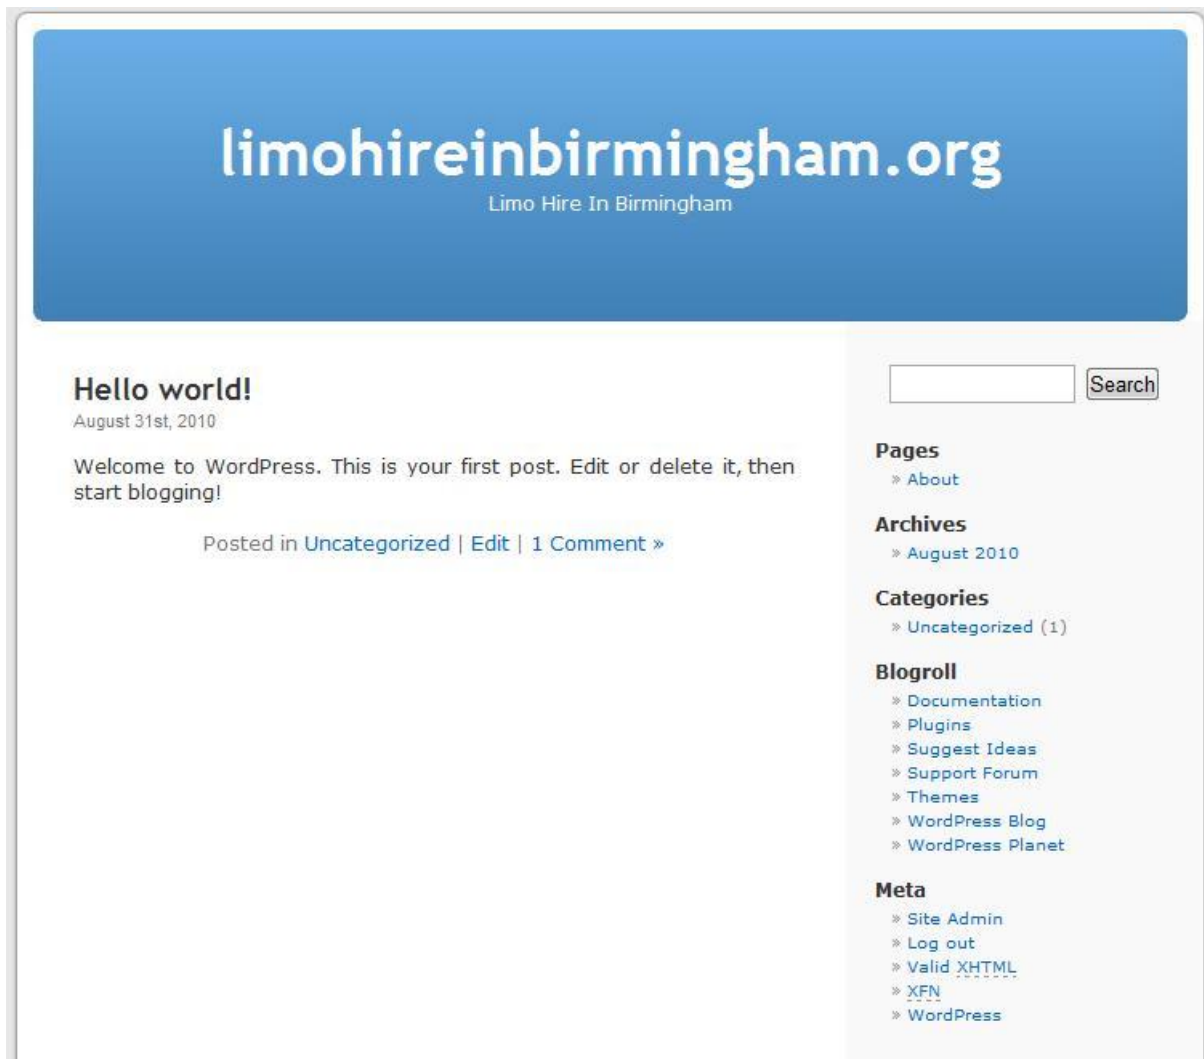 limohireinbirmingham.org
Limo Hire In Birmingham
Hello world!
August 31st, 2010
Welcome to WordPress. This is your first post. Edit or delete it, then
start blogging!
Posted in Uncategorized | Edit | 1 Comment »
Search
Pages
» About
Archives
» August 2010
Categories
» Uncategorized (1)
Blogroll
» Documentation
» Plugins
» Suggest Ideas
» Support Forum
» Themes
» WordPress Blog
» WordPress Planet
Meta
» Site Admin
» Log out
» Valid XHTML
» XFN
» WordPress